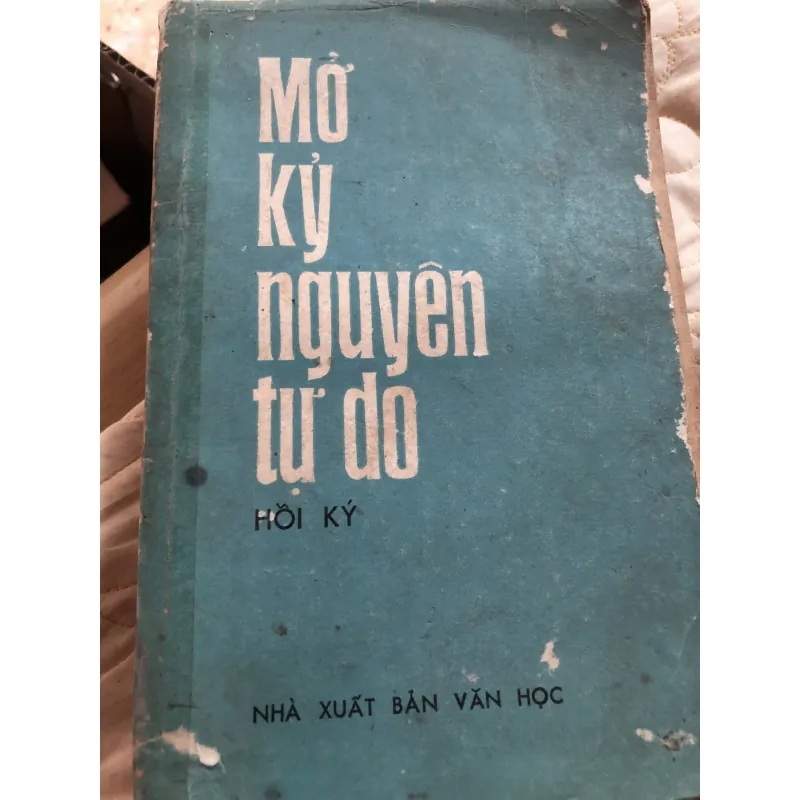 Mở
kỷ
nguyên
tự do
HỒI KÝ
NHÀ XUẤT BẢN VĂN HỌC